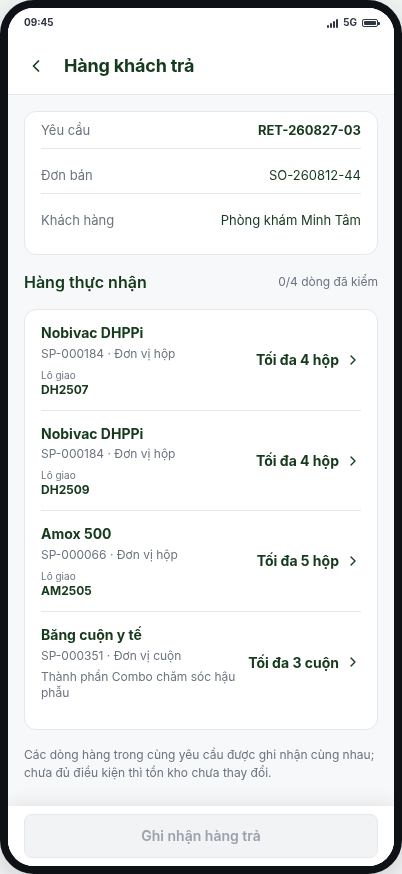 09:45 5G
Hàng khách trả
Yêu cầu RET-260827-03
Đơn bán SO-260812-44
Khách hàng Phòng khám Minh Tâm
Hàng thực nhận 0/4 dòng đã kiểm
Nobivac DHPPi
SP-000184 · Đơn vị hộp
Tối đa 4 hộp
Lô giao
DH2507
Nobivac DHPPi
SP-000184 · Đơn vị hộp
Tối đa 4 hộp
Lô giao
DH2509
Amox 500
SP-000066 · Đơn vị hộp
Tối đa 5 hộp
Lô giao
AM2505
Băng cuộn y tế
SP-000351 · Đơn vị cuộn
Tối đa 3 cuộn
Thành phần Combo chăm sóc hậu
phẫu
Các dòng hàng trong cùng yêu cầu được ghi nhận cùng nhau;
chưa đủ điều kiện thì tồn kho chưa thay đổi.
Ghi nhận hàng trả